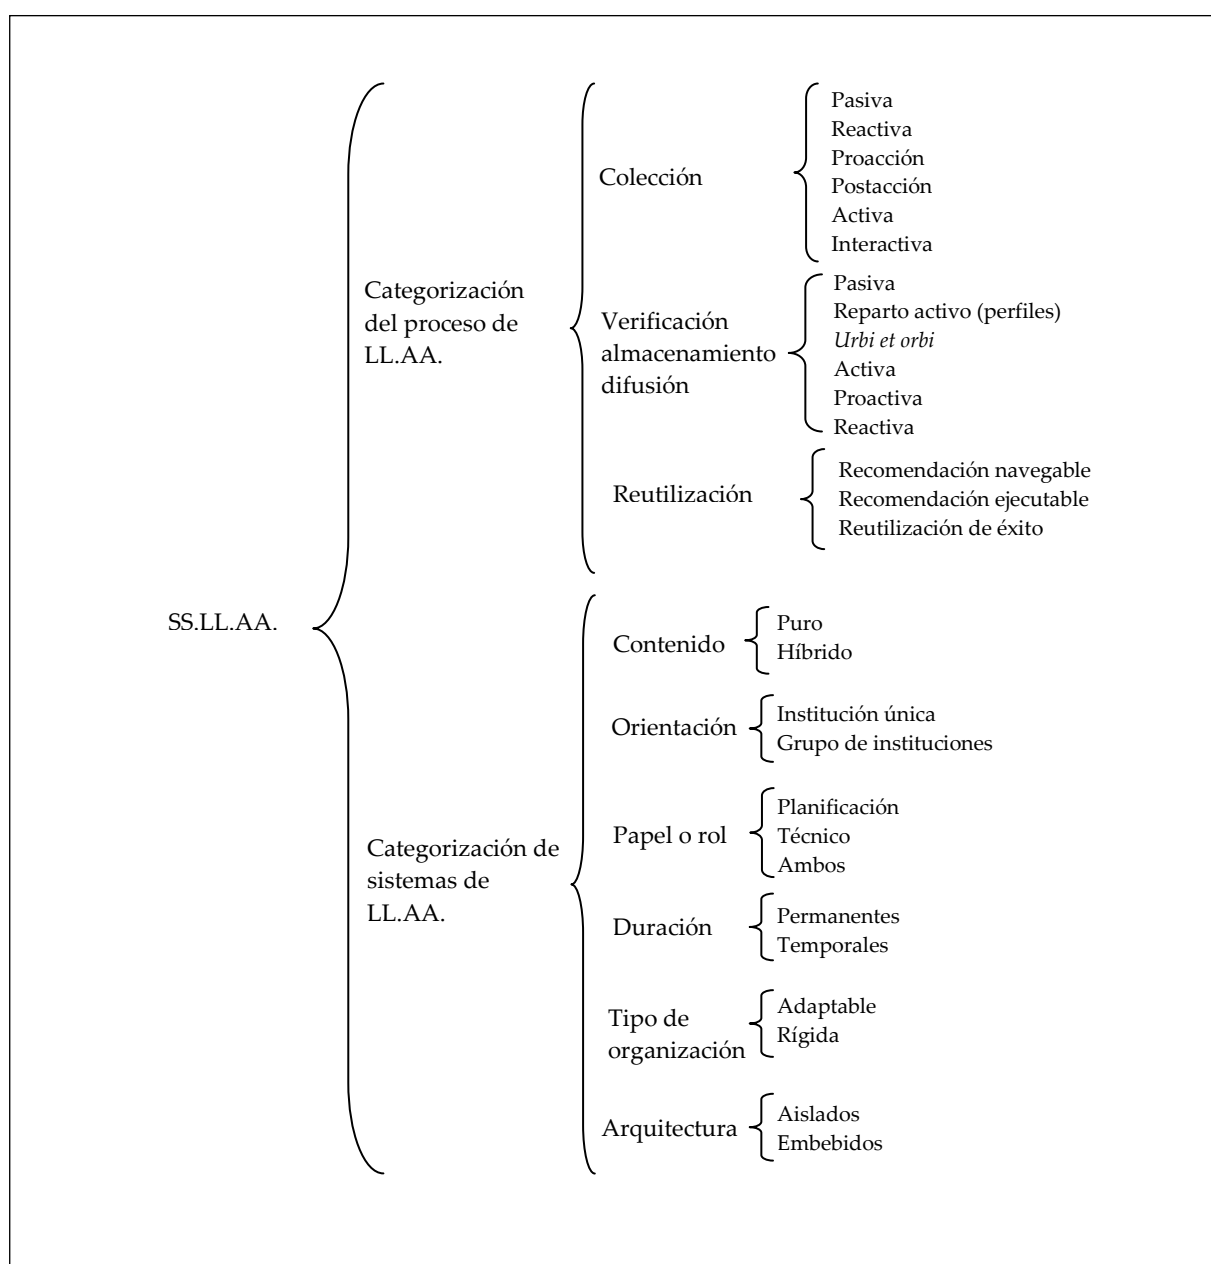 SS.LL.AA.
Categorización
del proceso de
LL.AA.
Colección
Pasiva
Reactiva
Proacción
Postacción
Activa
Interactiva
Verificación
almacenamiento
difusión
Pasiva
Reparto activo (perfiles)
Urbi et orbi
Activa
Proactiva
Reactiva
Reutilización
Recomendación navegable
Recomendación ejecutable
Reutilización de éxito
Categorización de
sistemas de
LL.AA.
Contenido
Puro
Híbrido
Orientación
Institución única
Grupo de instituciones
Papel o rol
Planificación
Técnico
Ambos
Duración
Permanentes
Temporales
Tipo de
organización
Adaptable
Rígida
Arquitectura
Aislados
Embebidos